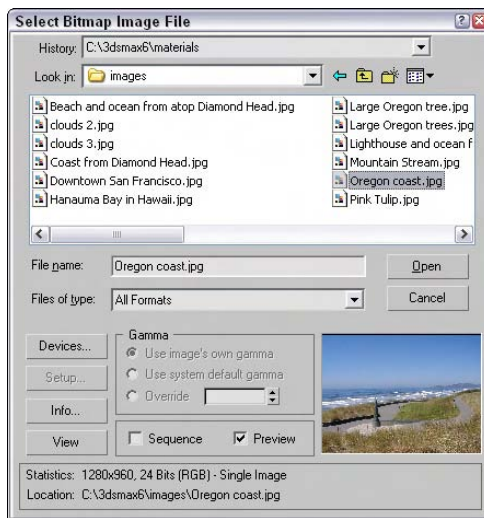 Select Bitmap Image File
History: C:\3dsmax6\materials
Look in: images
Beach and ocean from atop Diamond Head.jpg
clouds 2.jpg
clouds 3.jpg
Coast from Diamond Head.jpg
Downtown San Francisco.jpg
Hanauma Bay in Hawaii.jpg
Large Oregon tree.jpg
Large Oregon trees.jpg
Lighthouse and ocean f
Mountain Stream.jpg
Oregon coast.jpg
Pink Tulip.jpg
File name: Oregon coast.jpg
Open
Files of type: All Formats
Cancel
Devices...
Setup...
Info...
View
Gamma
Use image's own gamma
Use system default gamma
Override
Sequence
Preview
Statistics: 1280x960, 24 Bits (RGB) - Single Image
Location: C:\3dsmax6\images\Oregon coast.jpg